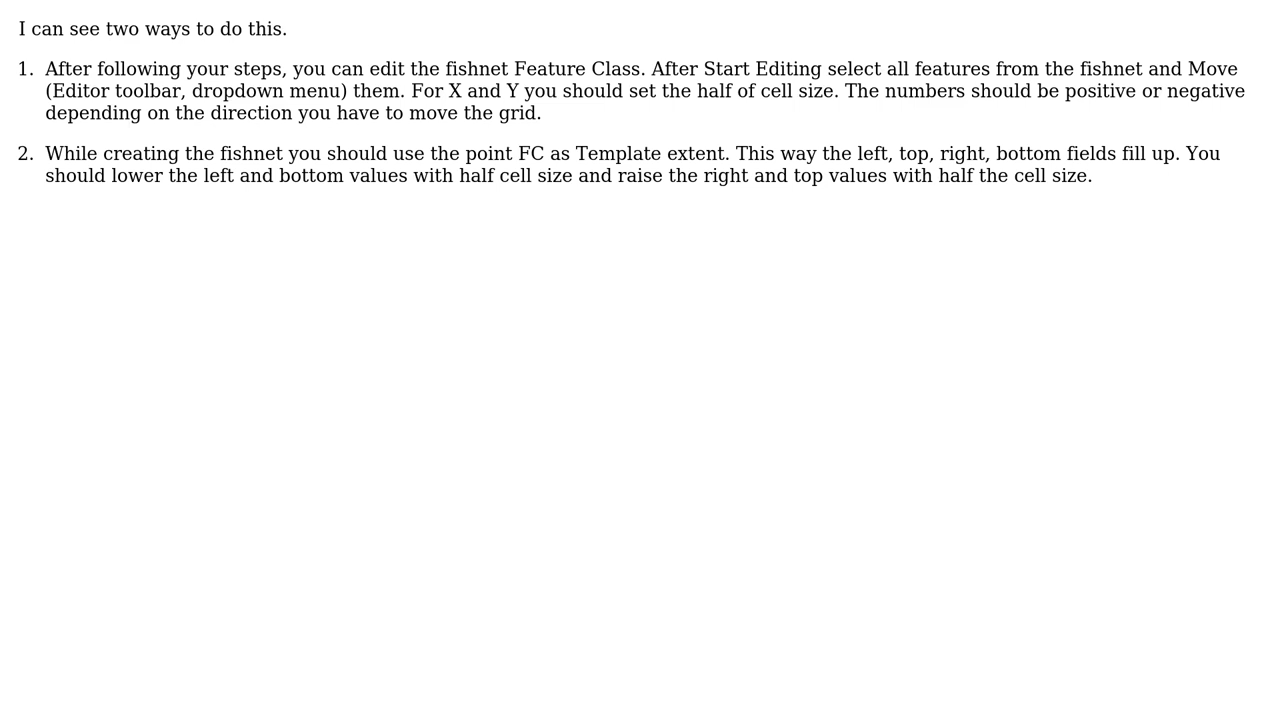 I can see two ways to do this.
1. After following your steps, you can edit the fishnet Feature Class. After Start Editing select all features from the fishnet and Move
(Editor toolbar, dropdown menu) them. For X and Y you should set the half of cell size. The numbers should be positive or negative
depending on the direction you have to move the grid.
2. While creating the fishnet you should use the point FC as Template extent. This way the left, top, right, bottom fields fill up. You
should lower the left and bottom values with half cell size and raise the right and top values with half the cell size.